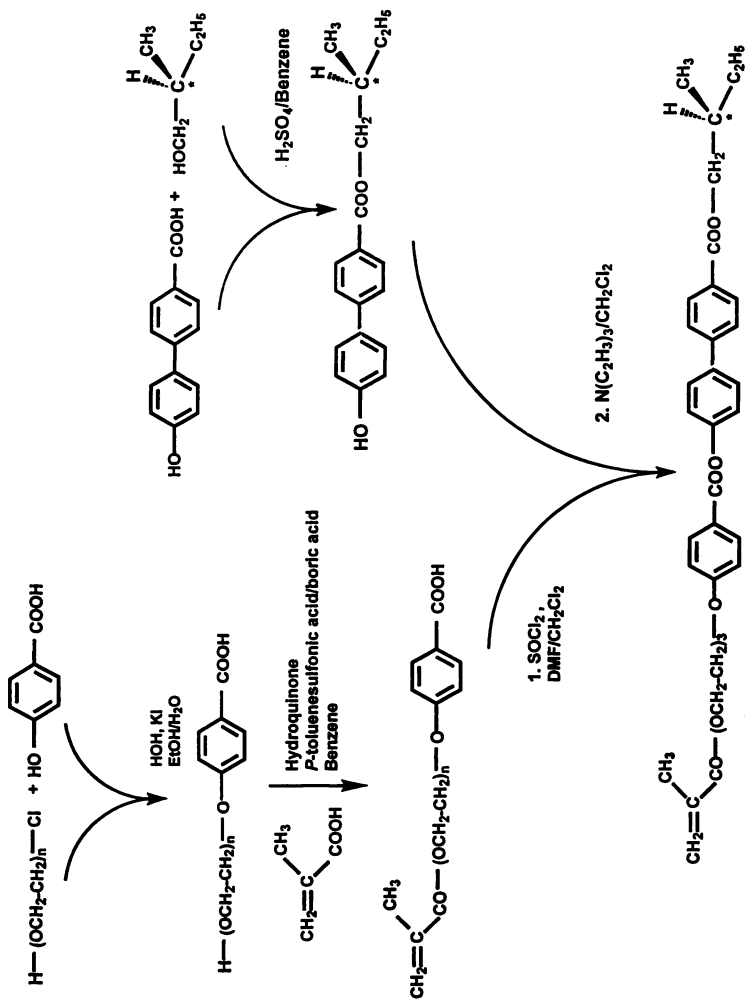 H—(OCH₂-CH₂)ₙ—Cl + HO COOH
HOH, KI
EtOH/H₂O
H—(OCH₂-CH₂)ₙ—O COOH
CH₃
CH₂=C
COOH
Hydroquinone
P-toluenesulfonic acid/boric acid
Benzene
CH₃
CH₂=C
CO—(OCH₂-CH₂)ₙ—O COOH
HO COOH + HOCH₂—C* H CH₃ C₂H₅
H₂SO₄/Benzene
HO COO—CH₂—C* H CH₃ C₂H₅
1. SOCl₂,
DMF/CH₂Cl₂
2. N(C₂H₃)₃/CH₂Cl₂
CH₃
CH₂=C
CO—(OCH₂-CH₂)₃—O COO COO—CH₂—C* H CH₃ C₂H₅